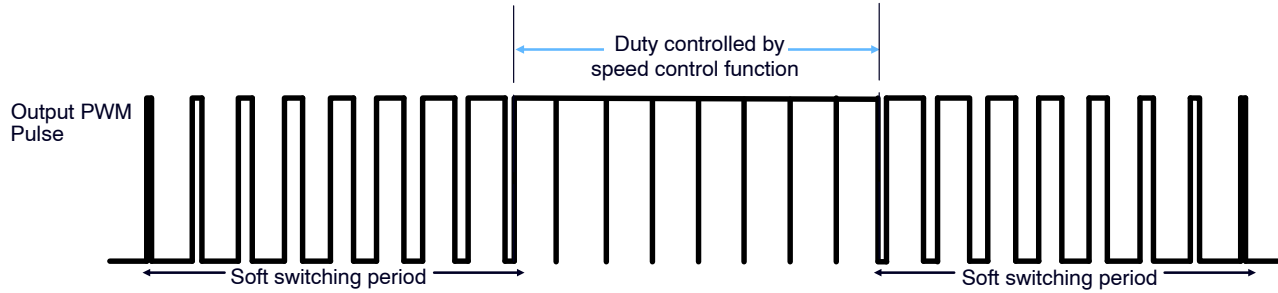 Duty controlled by
speed control function
Output PWM
Pulse
Soft switching period
Soft switching period